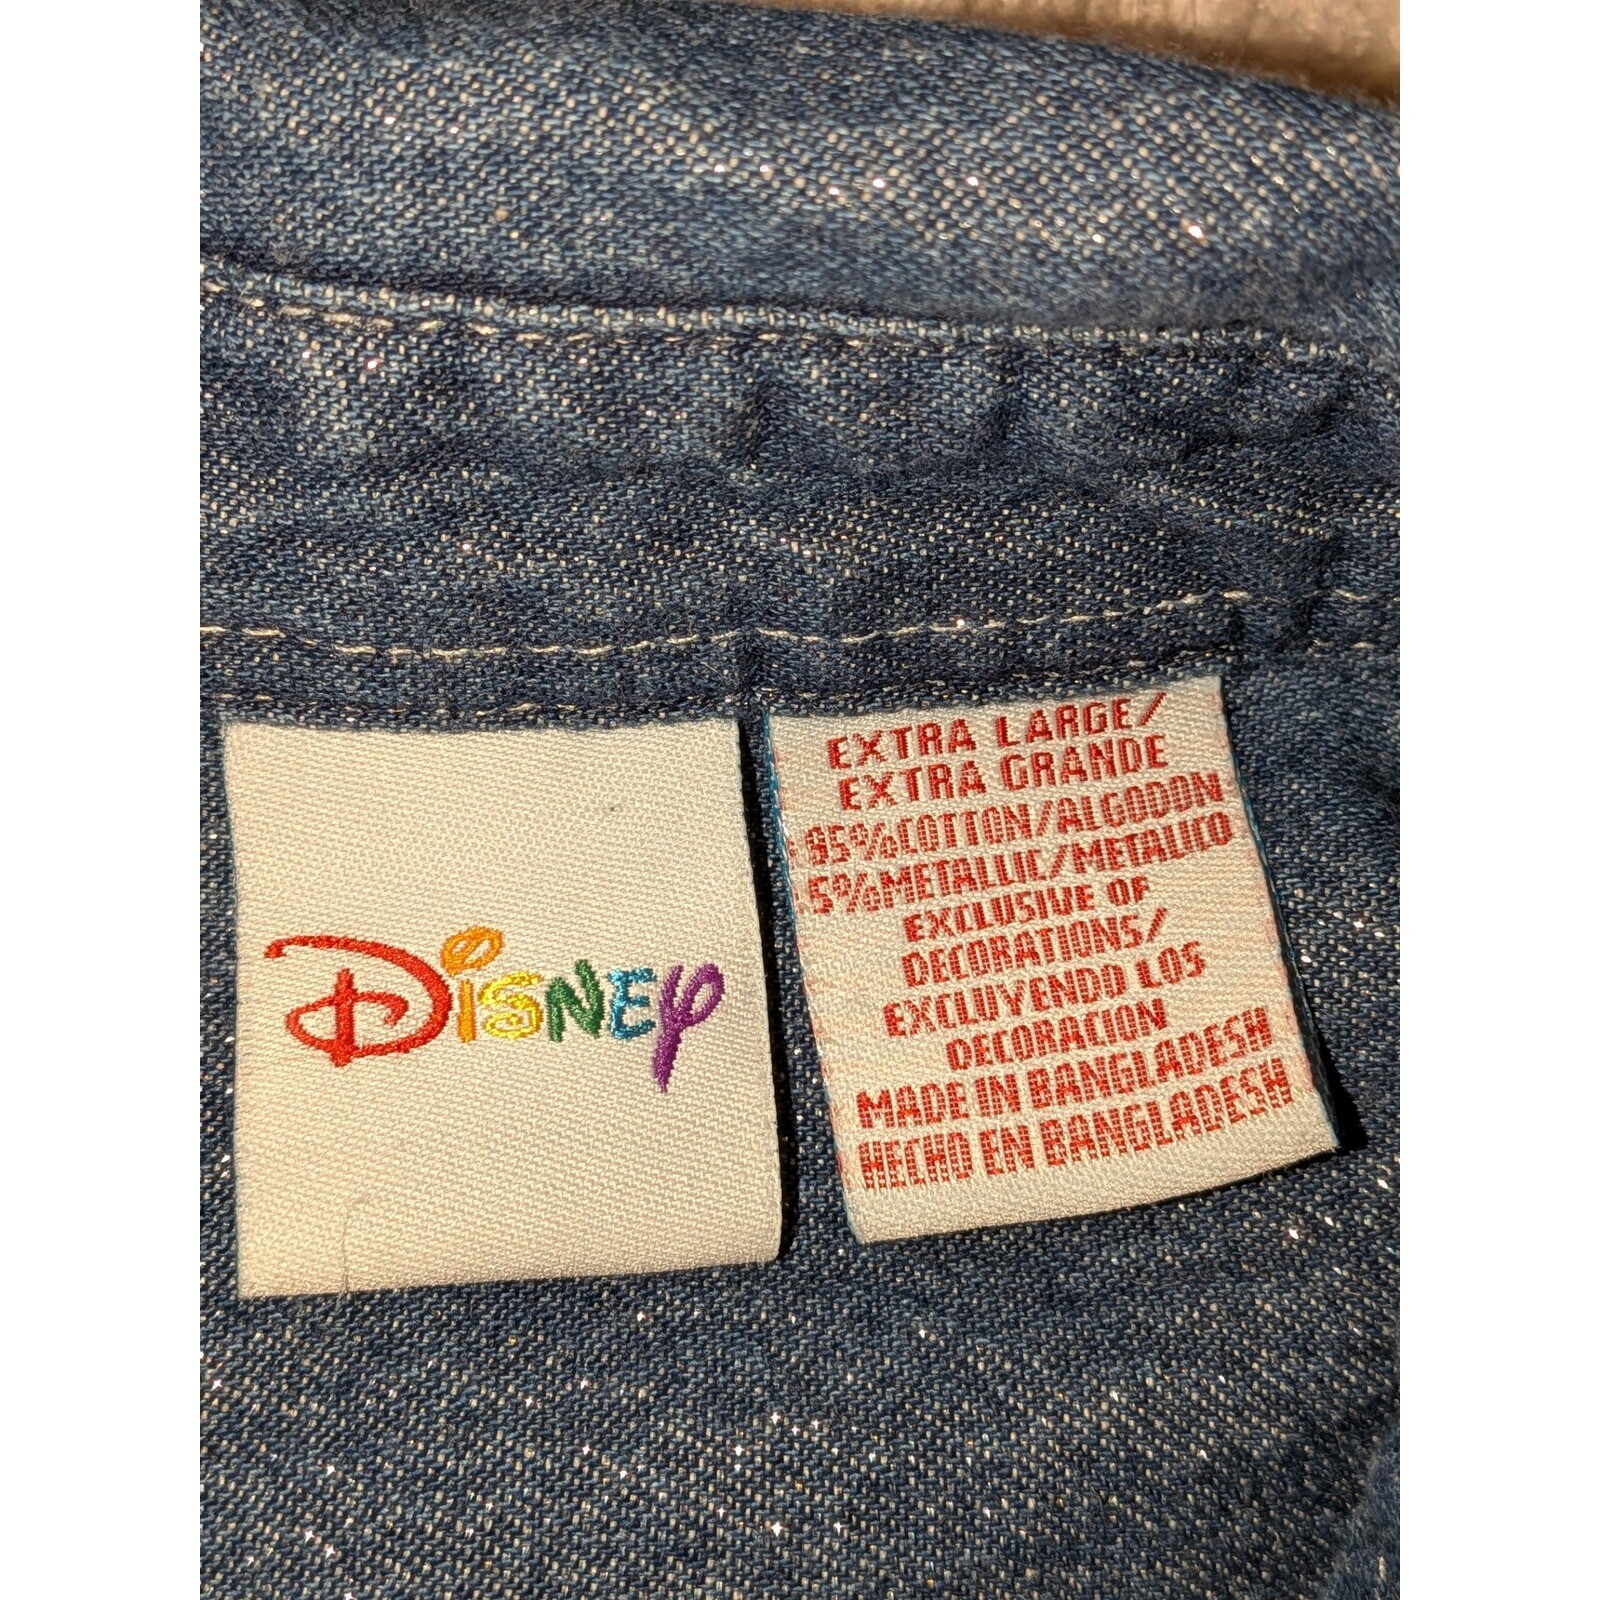 DISNEY
EXTRA LARGE/
EXTRA GRANDE
95%COTTON/ALGODON
5%METALLIC/METALICO
EXCLUSIVE OF
DECORATIONS/
EXCLUYENDO LOS
DECORACION
MADE IN BANGLADESH
HECHO EN BANGLADESH